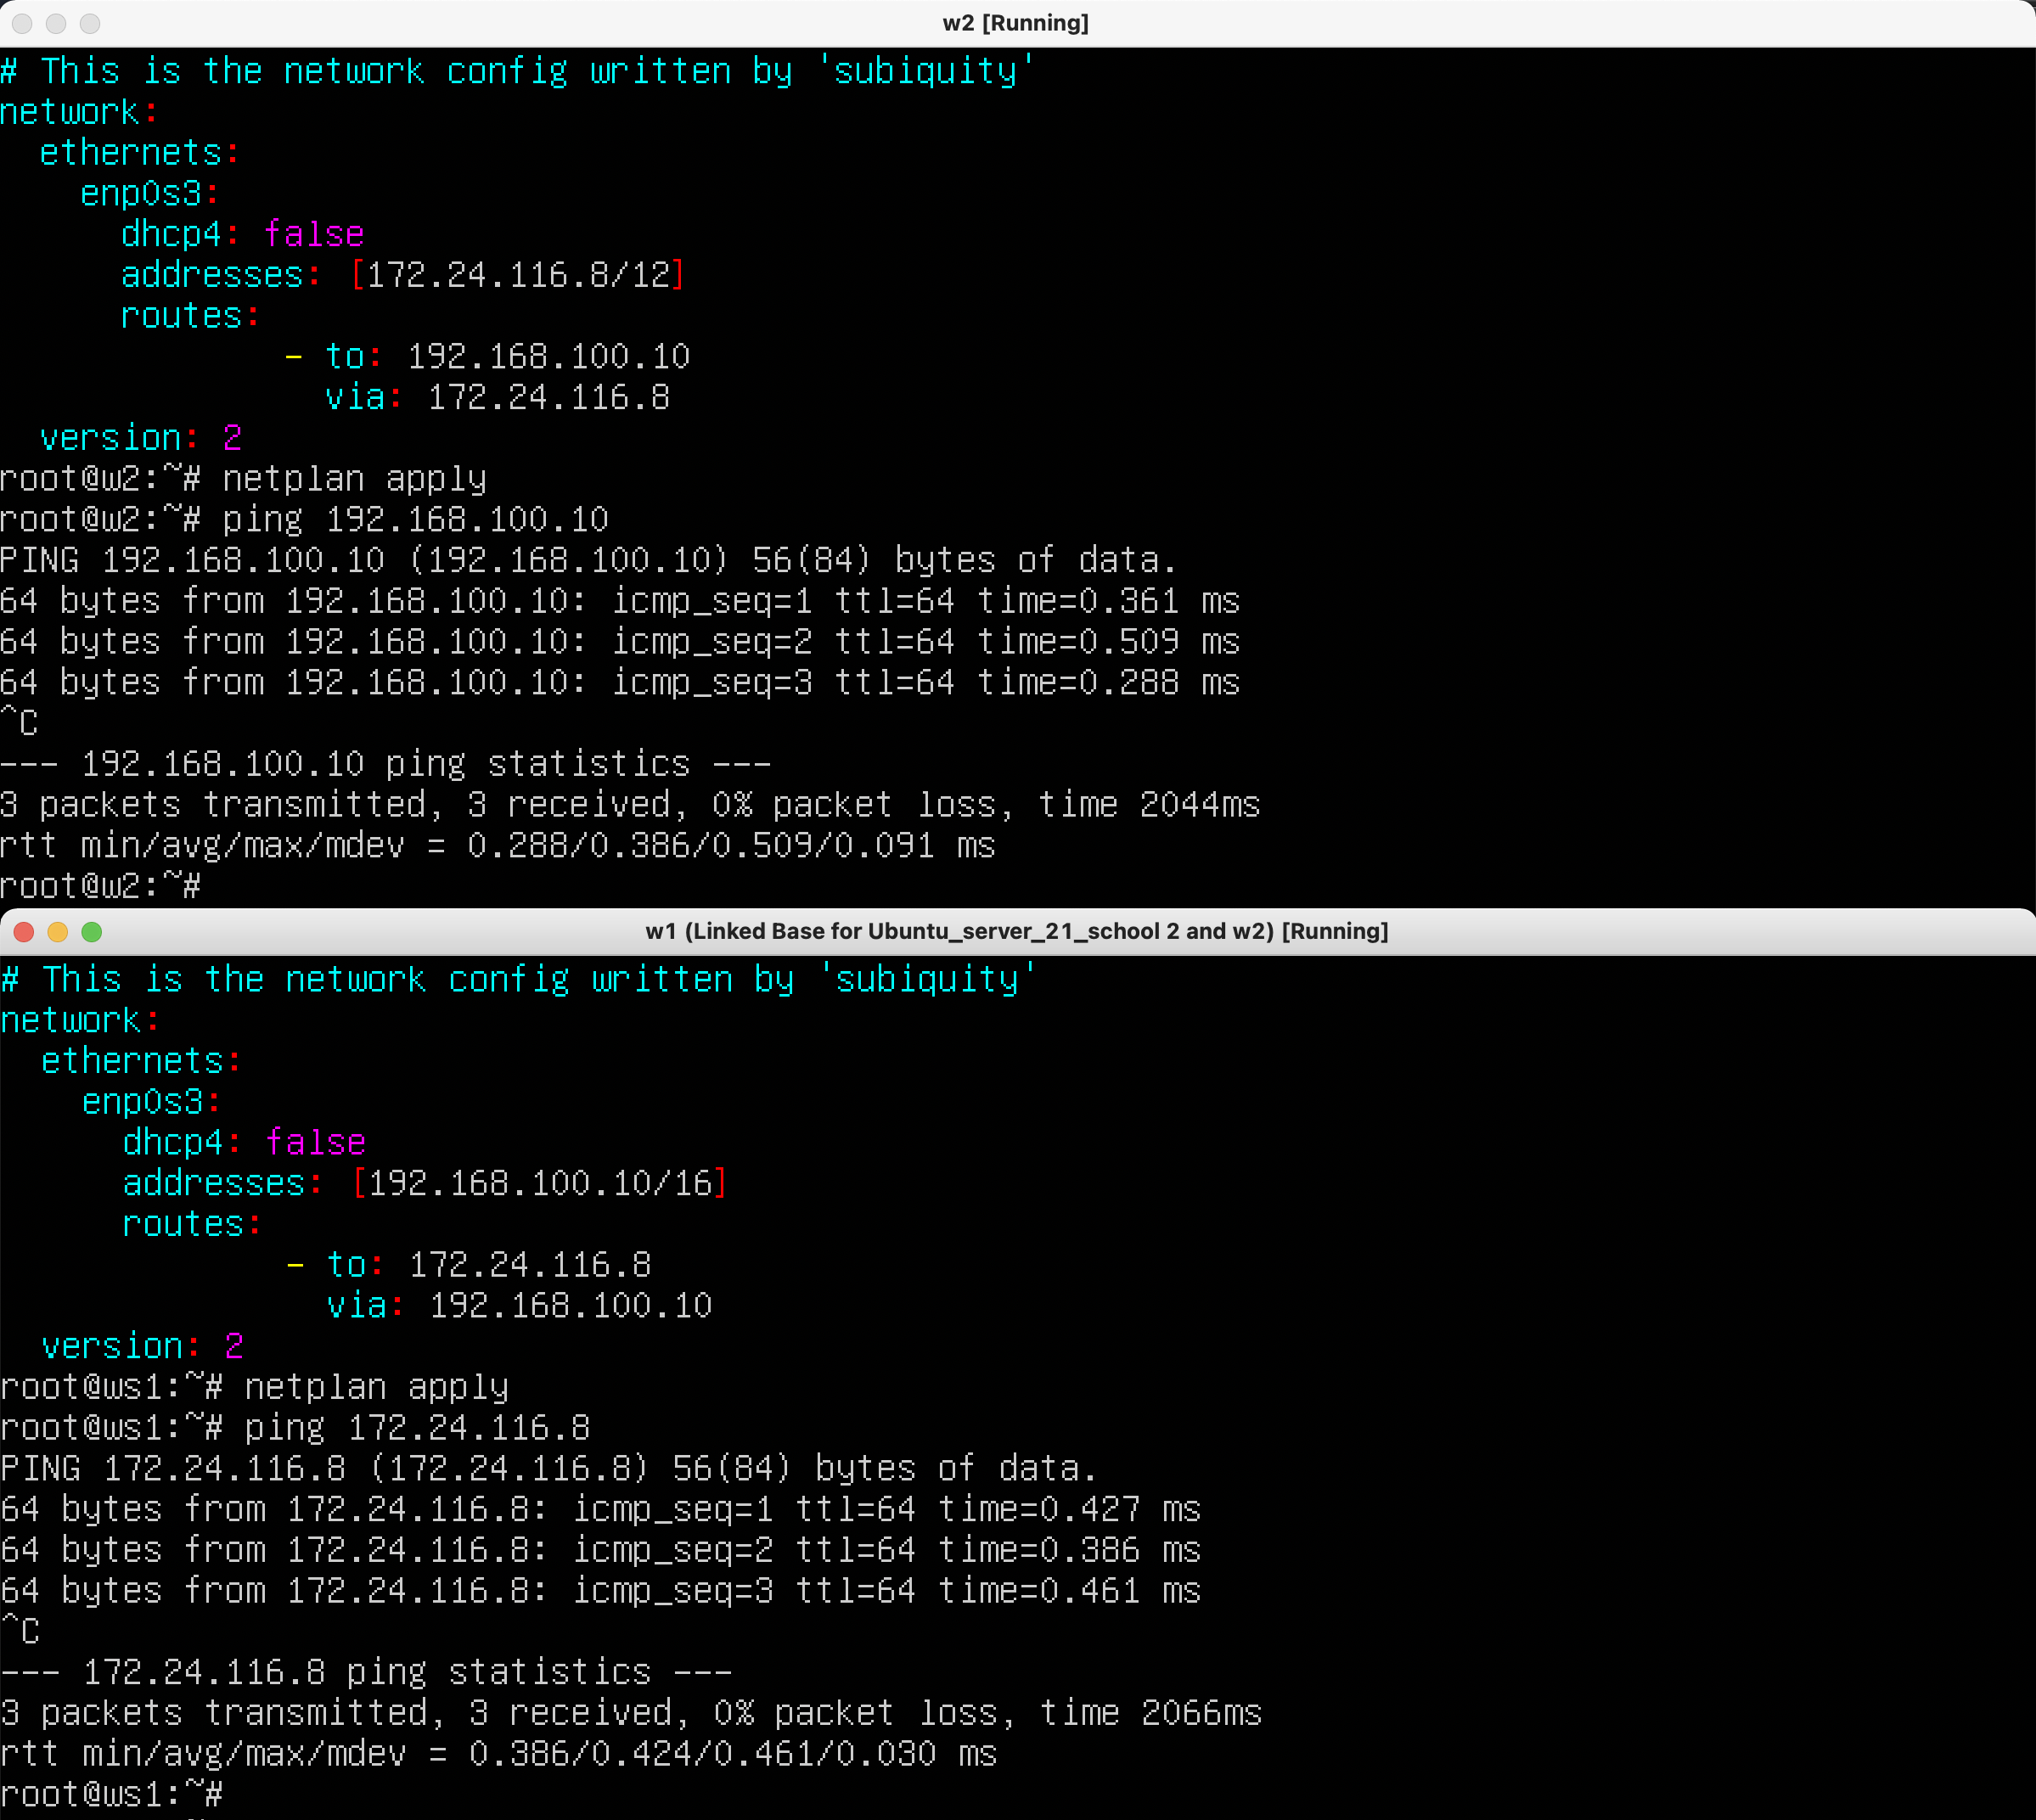 w2 [Running]
# This is the network config written by 'subiquity'
network:
  ethernets:
    enp0s3:
      dhcp4: false
      addresses: [172.24.116.8/12]
      routes:
              - to: 192.168.100.10
                via: 172.24.116.8
  version: 2
root@w2:~# netplan apply
root@w2:~# ping 192.168.100.10
PING 192.168.100.10 (192.168.100.10) 56(84) bytes of data.
64 bytes from 192.168.100.10: icmp_seq=1 ttl=64 time=0.361 ms
64 bytes from 192.168.100.10: icmp_seq=2 ttl=64 time=0.509 ms
64 bytes from 192.168.100.10: icmp_seq=3 ttl=64 time=0.288 ms
^C
--- 192.168.100.10 ping statistics ---
3 packets transmitted, 3 received, 0% packet loss, time 2044ms
rtt min/avg/max/mdev = 0.288/0.386/0.509/0.091 ms
root@w2:~#
w1 (Linked Base for Ubuntu_server_21_school 2 and w2) [Running]
# This is the network config written by 'subiquity'
network:
  ethernets:
    enp0s3:
      dhcp4: false
      addresses: [192.168.100.10/16]
      routes:
              - to: 172.24.116.8
                via: 192.168.100.10
  version: 2
root@ws1:~# netplan apply
root@ws1:~# ping 172.24.116.8
PING 172.24.116.8 (172.24.116.8) 56(84) bytes of data.
64 bytes from 172.24.116.8: icmp_seq=1 ttl=64 time=0.427 ms
64 bytes from 172.24.116.8: icmp_seq=2 ttl=64 time=0.386 ms
64 bytes from 172.24.116.8: icmp_seq=3 ttl=64 time=0.461 ms
^C
--- 172.24.116.8 ping statistics ---
3 packets transmitted, 3 received, 0% packet loss, time 2066ms
rtt min/avg/max/mdev = 0.386/0.424/0.461/0.030 ms
root@ws1:~#